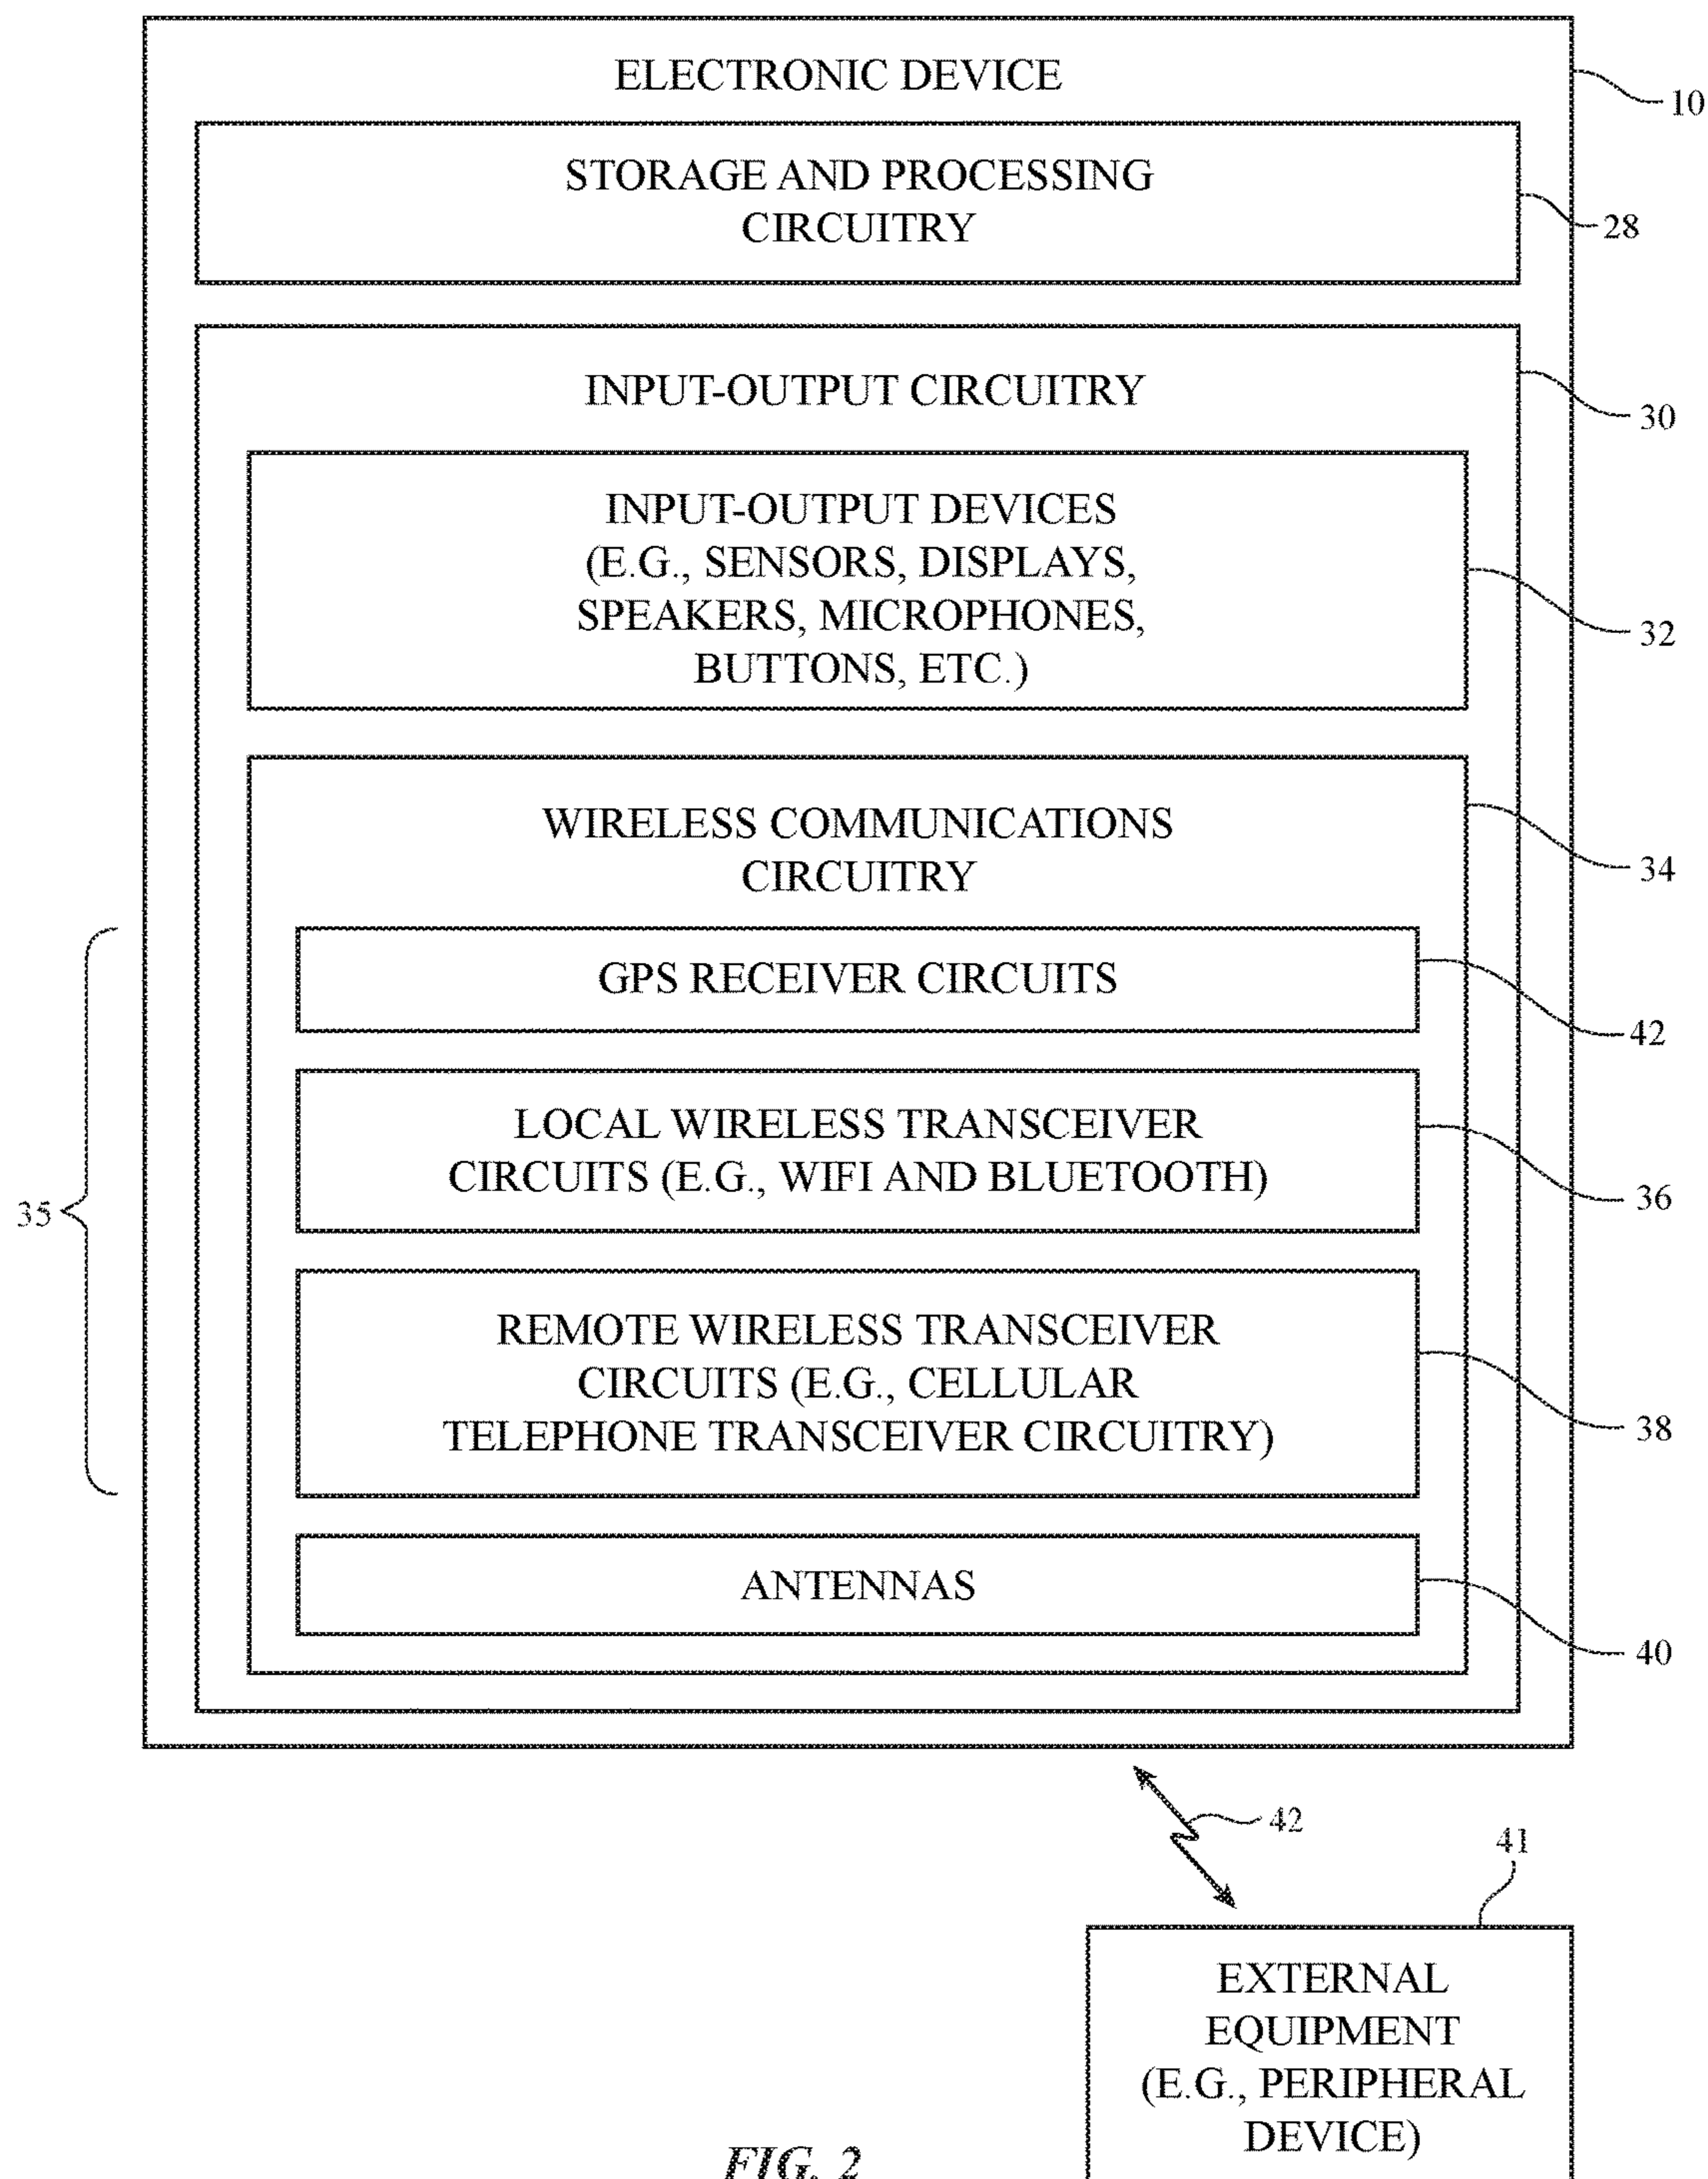 ELECTRONIC DEVICE
10
STORAGE AND PROCESSING
CIRCUITRY
28
INPUT-OUTPUT CIRCUITRY
30
INPUT-OUTPUT DEVICES
(E.G., SENSORS, DISPLAYS,
SPEAKERS, MICROPHONES,
BUTTONS, ETC.)
32
WIRELESS COMMUNICATIONS
CIRCUITRY
34
GPS RECEIVER CIRCUITS
42
LOCAL WIRELESS TRANSCEIVER
CIRCUITS (E.G., WIFI AND BLUETOOTH)
36
35
REMOTE WIRELESS TRANSCEIVER
CIRCUITS (E.G., CELLULAR
TELEPHONE TRANSCEIVER CIRCUITRY)
38
ANTENNAS
40
42
41
EXTERNAL
EQUIPMENT
(E.G., PERIPHERAL
DEVICE)
FIG. 2